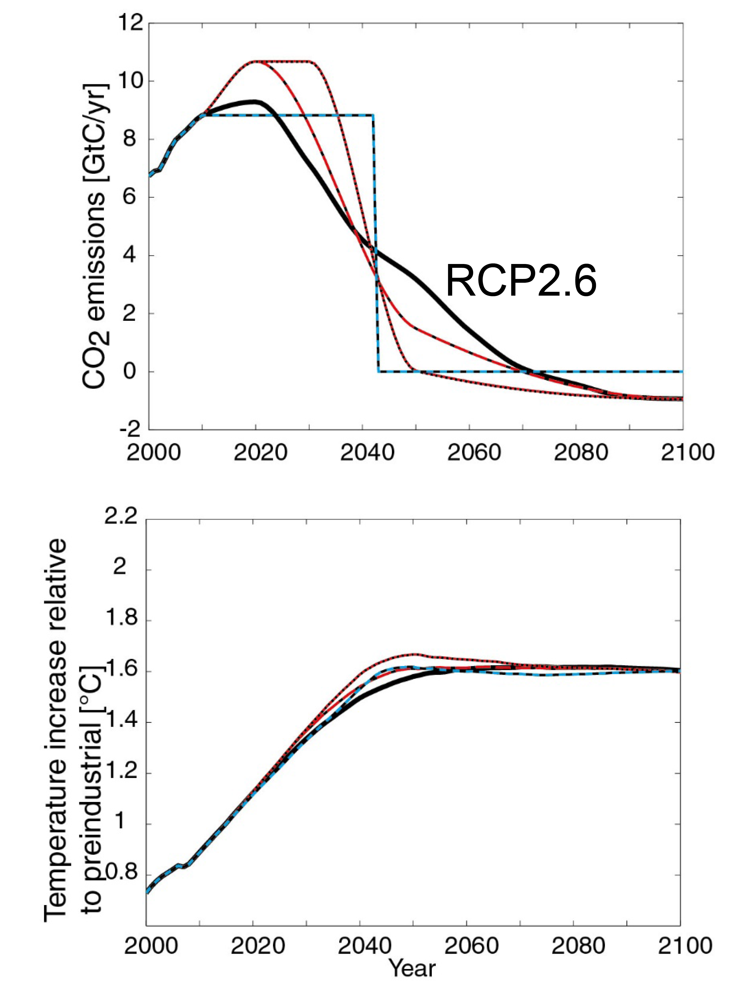 12
10
8
6
4
2
0
-2
CO2 emissions [GtC/yr]
RCP2.6
2000 2020 2040 2060 2080 2100
2.2
2
1.8
1.6
1.4
1.2
1
0.8
Temperature increase relative
to preindustrial [°C]
2000 2020 2040 2060 2080 2100
Year